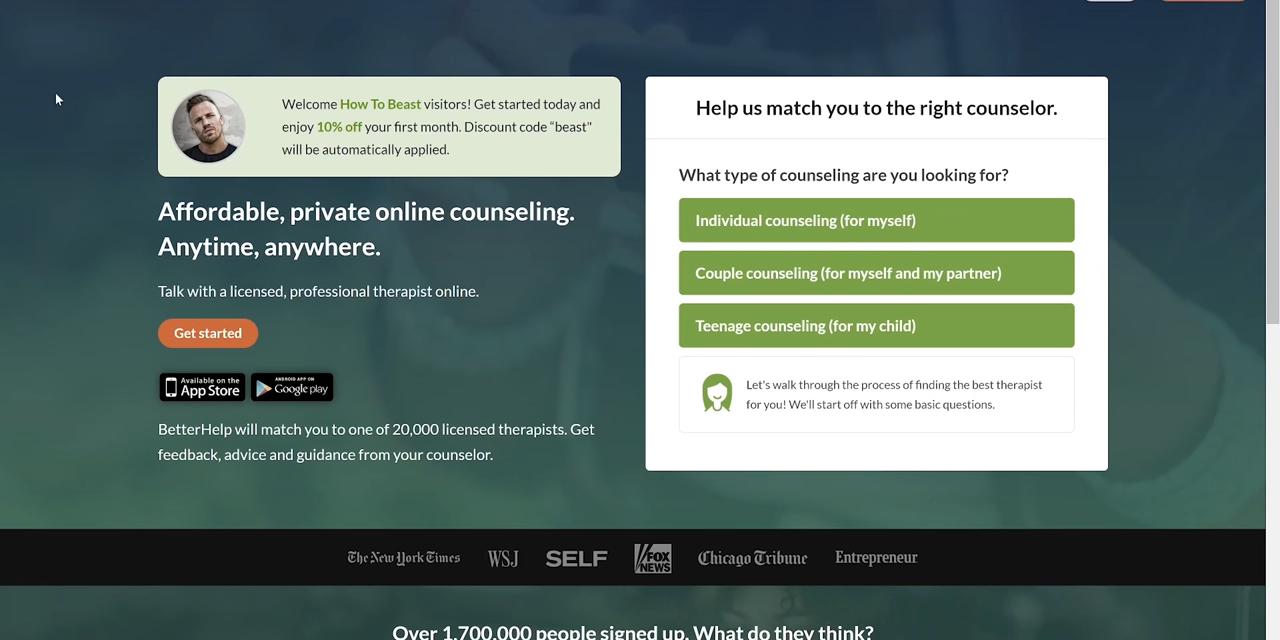 Welcome How To Beast visitors! Get started today and
enjoy 10% off your first month. Discount code “beast"
will be automatically applied.
Affordable, private online counseling.
Anytime, anywhere.
Talk with a licensed, professional therapist online.
Get started
Available on the
App Store
ANDROID APP ON
Google play
BetterHelp will match you to one of 20,000 licensed therapists. Get
feedback, advice and guidance from your counselor.
Help us match you to the right counselor.
What type of counseling are you looking for?
Individual counseling (for myself)
Couple counseling (for myself and my partner)
Teenage counseling (for my child)
Let's walk through the process of finding the best therapist
for you! We'll start off with some basic questions.
The New York Times WSJ SELF FOX NEWS Chicago Tribune Entrepreneur
Over 1,700,000 people signed up. What do they think?